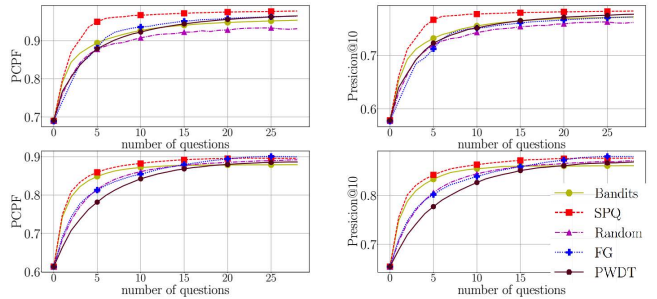 PCPF
0.9
0.8
0.7
0 5 10 15 20 25
number of questions
Presicion@10
0.7
0.6
0 5 10 15 20 25
number of questions
PCPF
0.9
0.8
0.7
0.6
0 5 10 15 20 25
number of questions
Presicion@10
0.8
0.7
0 5 10 15 20 25
number of questions
Bandits
SPQ
Random
FG
PWDT